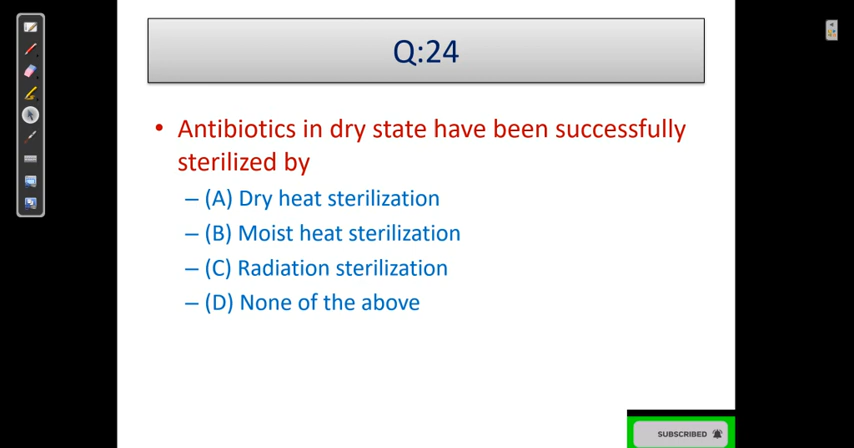 Q:24
• Antibiotics in dry state have been successfully
sterilized by
– (A) Dry heat sterilization
– (B) Moist heat sterilization
– (C) Radiation sterilization
– (D) None of the above
SUBSCRIBED